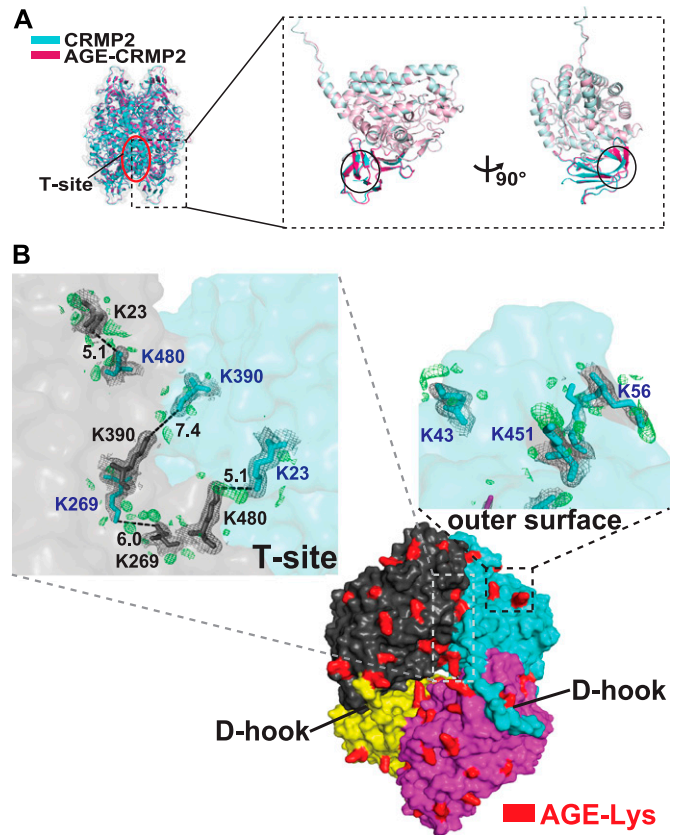 A
CRMP2
AGE-CRMP2
T-site
90°
B
K23
5.1
K480
K390
K390
7.4
K269
5.1
K23
K480
6.0
K269
T-site
K43
K451
K56
outer surface
D-hook
D-hook
AGE-Lys